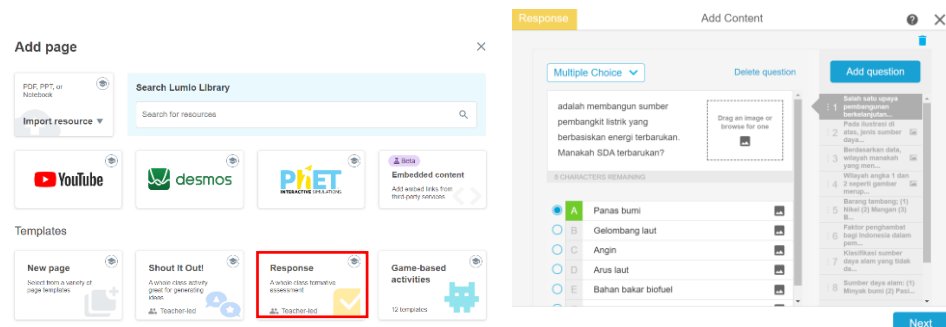 Add page
PDF, PPT, or
Notebook
Import resource
Search Lumio Library
Search for resources
YouTube
desmos
PhET
INTERACTIVE SIMULATIONS
Beta
Embedded content
Add embed links from
third-party services
Templates
New page
Select from a variety of
page templates
Shout It Out!
A whole class activity
great for generating
ideas
Teacher-led
Response
A whole class formative
assessment
Teacher-led
Game-based
activities
12 templates
Response
Add Content
Multiple Choice
Delete question
Add question
adalah membangun sumber
pembangkit listrik yang
berbasiskan energi terbarukan.
Manakah SDA terbarukan?
Drag an image or
browse for one
5 CHARACTERS REMAINING
A Panas bumi
B Gelombang laut
C Angin
D Arus laut
E Bahan bakar biofuel
1 Salah satu upaya
pembangunan
berkelanjutan...
2 Pada ilustrasi di
atas, jenis sumber
daya...
3 Berdasarkan data,
wilayah manakah
yang men...
4 Wilayah angka 1 dan
2 seperti gambar
merup...
5 Barang tambang; (1)
Nikel (2) Mangan (3)
B...
6 Faktor penghambat
bagi Indonesia dalam
pem...
7 Klasifikasi sumber
daya alam yang tidak
da...
8 Sumber daya alam: (1)
Minyak bumi (2) Pasi...
Next